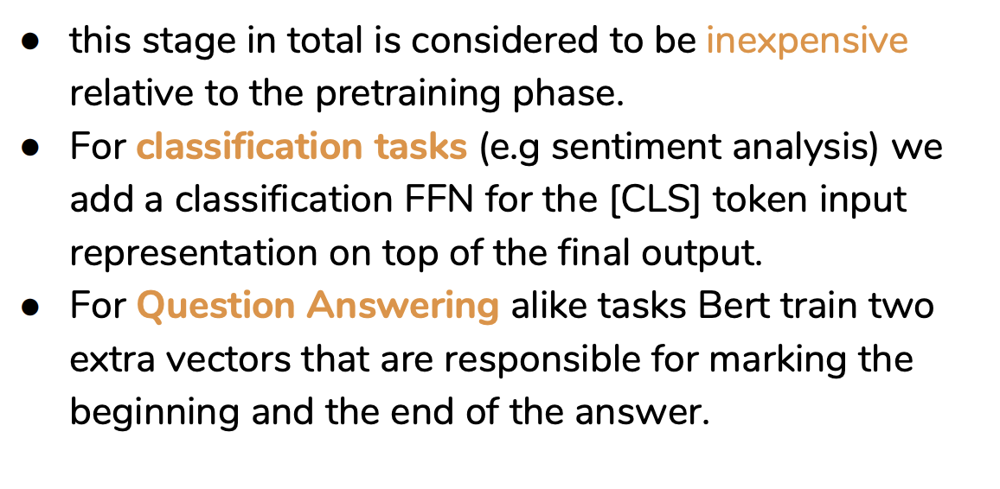 ● this stage in total is considered to be inexpensive
relative to the pretraining phase.
● For classification tasks (e.g sentiment analysis) we
add a classification FFN for the [CLS] token input
representation on top of the final output.
● For Question Answering alike tasks Bert train two
extra vectors that are responsible for marking the
beginning and the end of the answer.